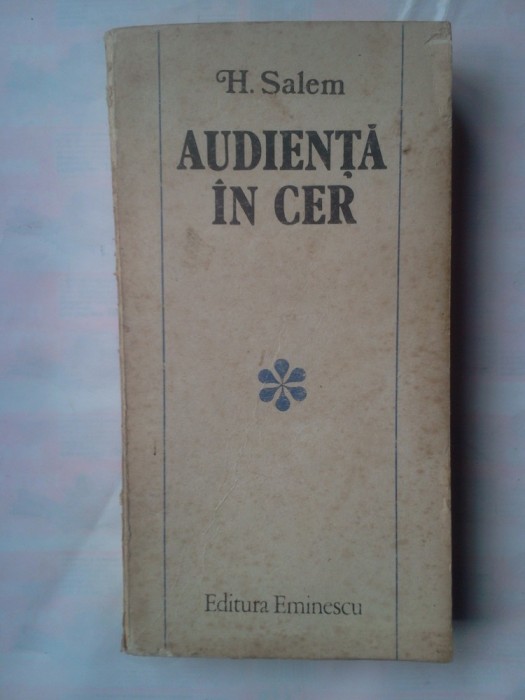 H. Salem
AUDIENȚĂ
ÎN CER
Editura Eminescu